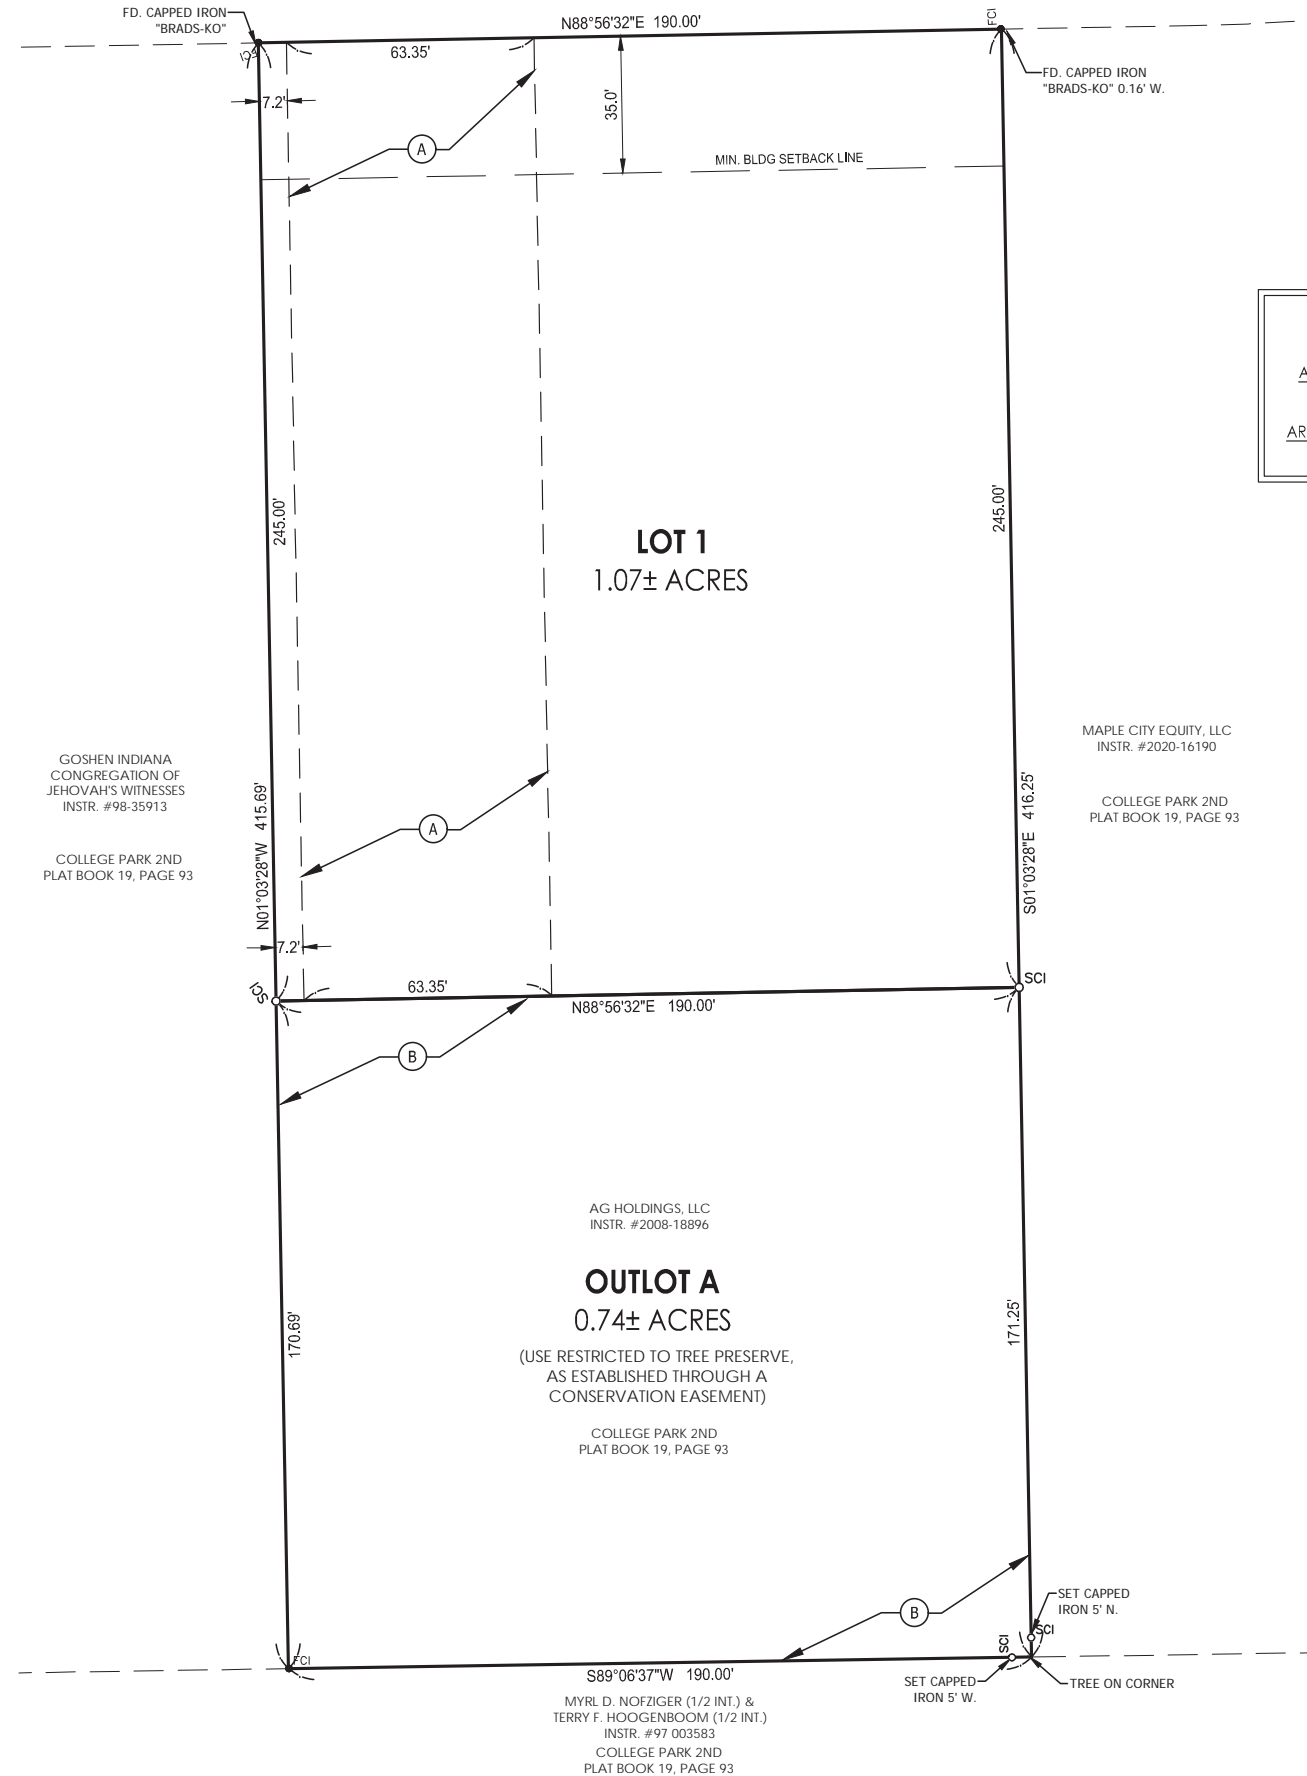 FD. CAPPED IRON
"BRADS-KO"
N88°56'32"E 190.00'
FCI
FCI
63.35'
FD. CAPPED IRON
"BRADS-KO" 0.16' W.
7.2'
35.0'
A
MIN. BLDG SETBACK LINE
A
AR
245.00'
245.00'
LOT 1
1.07± ACRES
GOSHEN INDIANA
CONGREGATION OF
JEHOVAH'S WITNESSES
INSTR. #98-35913
COLLEGE PARK 2ND
PLAT BOOK 19, PAGE 93
N01°03'28"W 415.69'
A
S01°03'28"E 416.25'
MAPLE CITY EQUITY, LLC
INSTR. #2020-16190
COLLEGE PARK 2ND
PLAT BOOK 19, PAGE 93
7.2'
SCI
63.35'
SCI
N88°56'32"E 190.00'
B
AG HOLDINGS, LLC
INSTR. #2008-18896
OUTLOT A
0.74± ACRES
(USE RESTRICTED TO TREE PRESERVE,
AS ESTABLISHED THROUGH A
CONSERVATION EASEMENT)
COLLEGE PARK 2ND
PLAT BOOK 19, PAGE 93
170.69'
171.25'
B
SET CAPPED
IRON 5' N.
SCI
SCI
FCI
S89°06'37"W 190.00'
SET CAPPED
IRON 5' W.
TREE ON CORNER
MYRL D. NOFZIGER (1/2 INT.) &
TERRY F. HOOGENBOOM (1/2 INT.)
INSTR. #97 003583
COLLEGE PARK 2ND
PLAT BOOK 19, PAGE 93